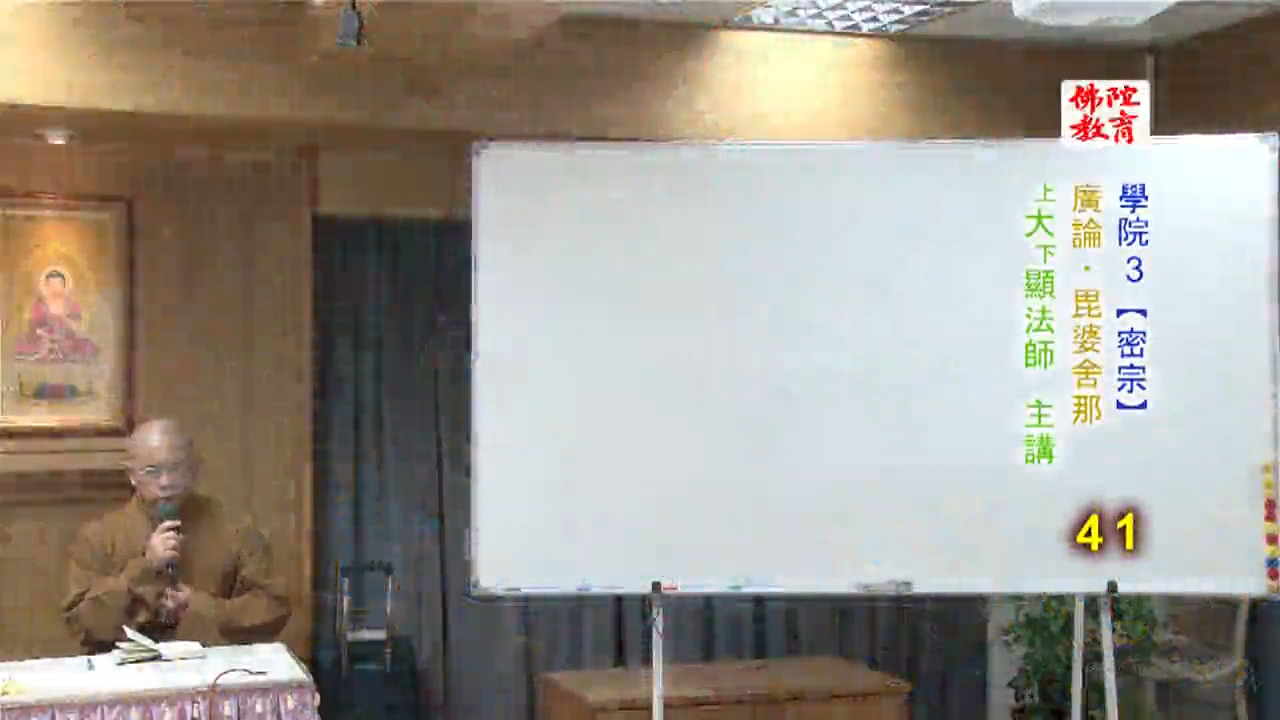 佛陀
教育
學院3【密宗】
廣論·毘婆舍那
上大下顯法師 主講
41